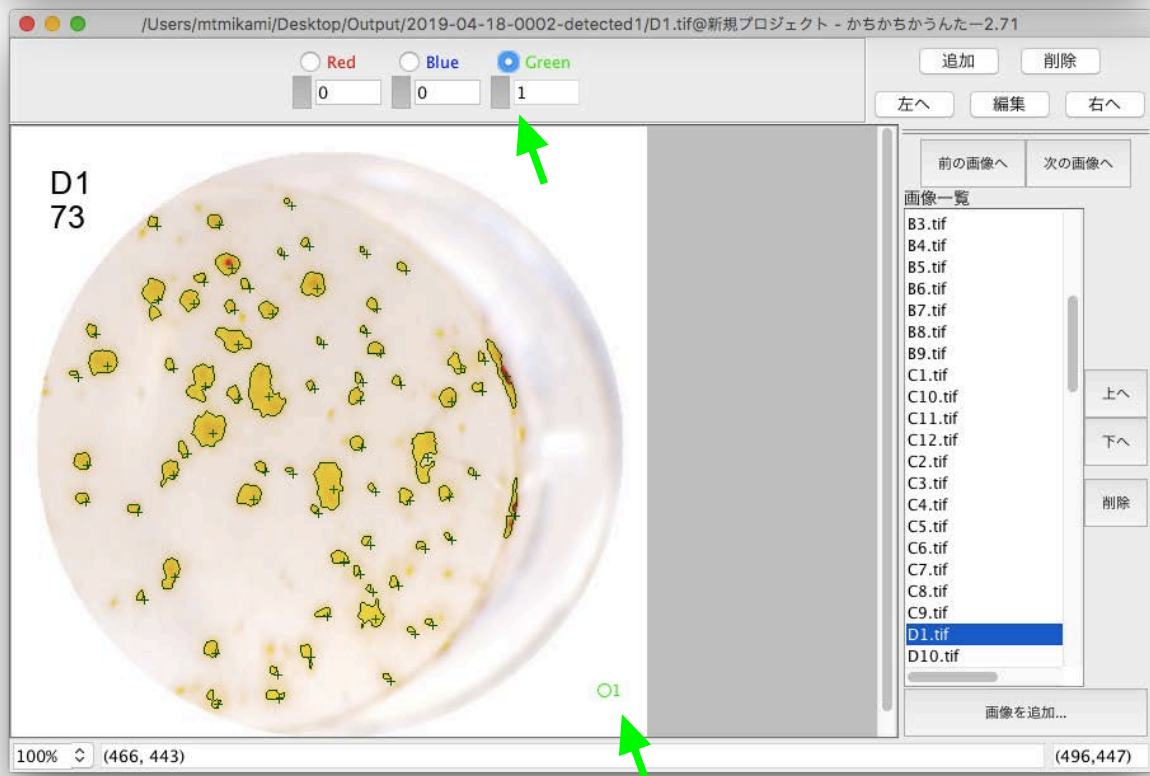 /Users/mtmikami/Desktop/Output/2019-04-18-0002-detected1/D1.tif@新規プロジェクト - かちかちかうんたー2.71
Red
Blue
Green
0
0
1
追加
削除
左へ
編集
右へ
D1
73
O1
前の画像へ
次の画像へ
画像一覧
B3.tif
B4.tif
B5.tif
B6.tif
B7.tif
B8.tif
B9.tif
C1.tif
C10.tif
C11.tif
C12.tif
C2.tif
C3.tif
C4.tif
C5.tif
C6.tif
C7.tif
C8.tif
C9.tif
D1.tif
D10.tif
上へ
下へ
削除
画像を追加...
100%
(466, 443)
(496,447)